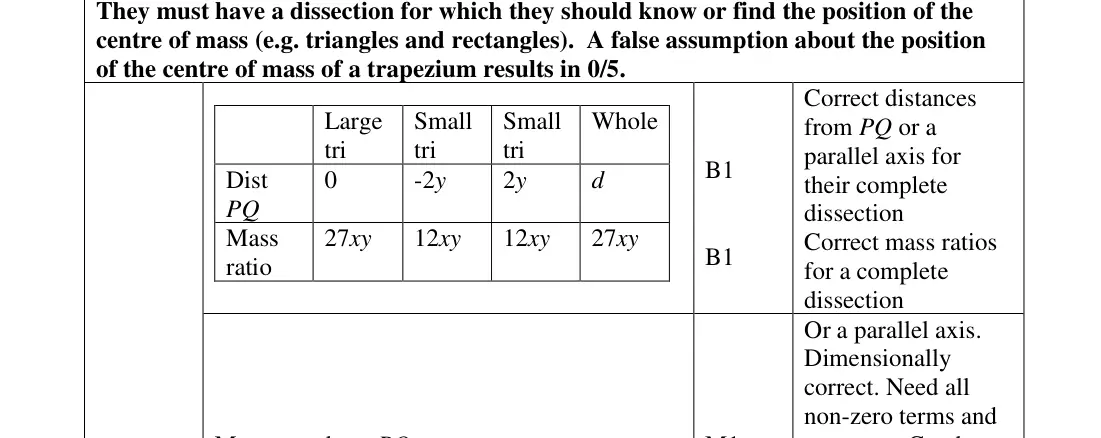 They must have a dissection for which they should know or find the position of the
centre of mass (e.g. triangles and rectangles).  A false assumption about the position
of the centre of mass of a trapezium results in 0/5.
Large tri Small tri Small tri Whole
Dist PQ 0 -2y 2y d
Mass ratio 27xy 12xy 12xy 27xy
B1
B1
Correct distances
from PQ or a
parallel axis for
their complete
dissection
Correct mass ratios
for a complete
dissection
Or a parallel axis.
Dimensionally
correct. Need all
non-zero terms and